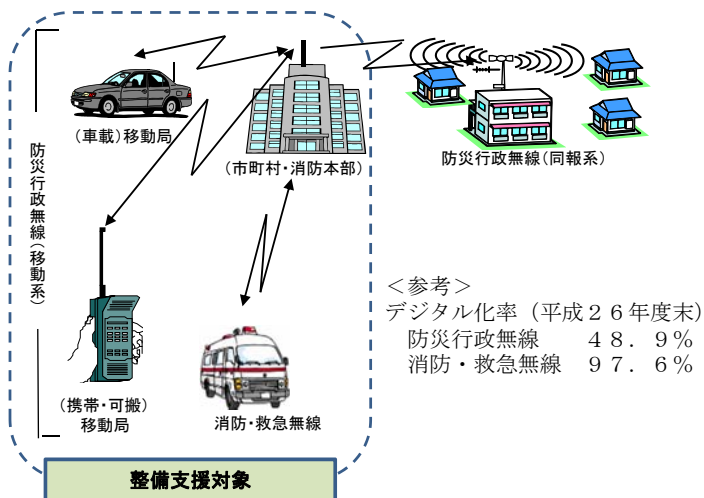 防災行政無線(移動系)
(車載)移動局
(市町村・消防本部)
防災行政無線(同報系)
(携帯・可搬)
移動局
消防・救急無線
<参考>
デジタル化率(平成26年度末)
防災行政無線 48.9%
消防・救急無線 97.6%
整備支援対象